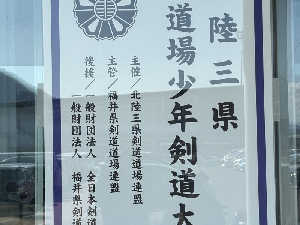 陸三県
道場少年剣道大
主催/北陸三県剣道道場連盟
主管/福井県剣道道場連盟
後援/一般財団法人 全日本剣道
一般財団法人 福井県剣道